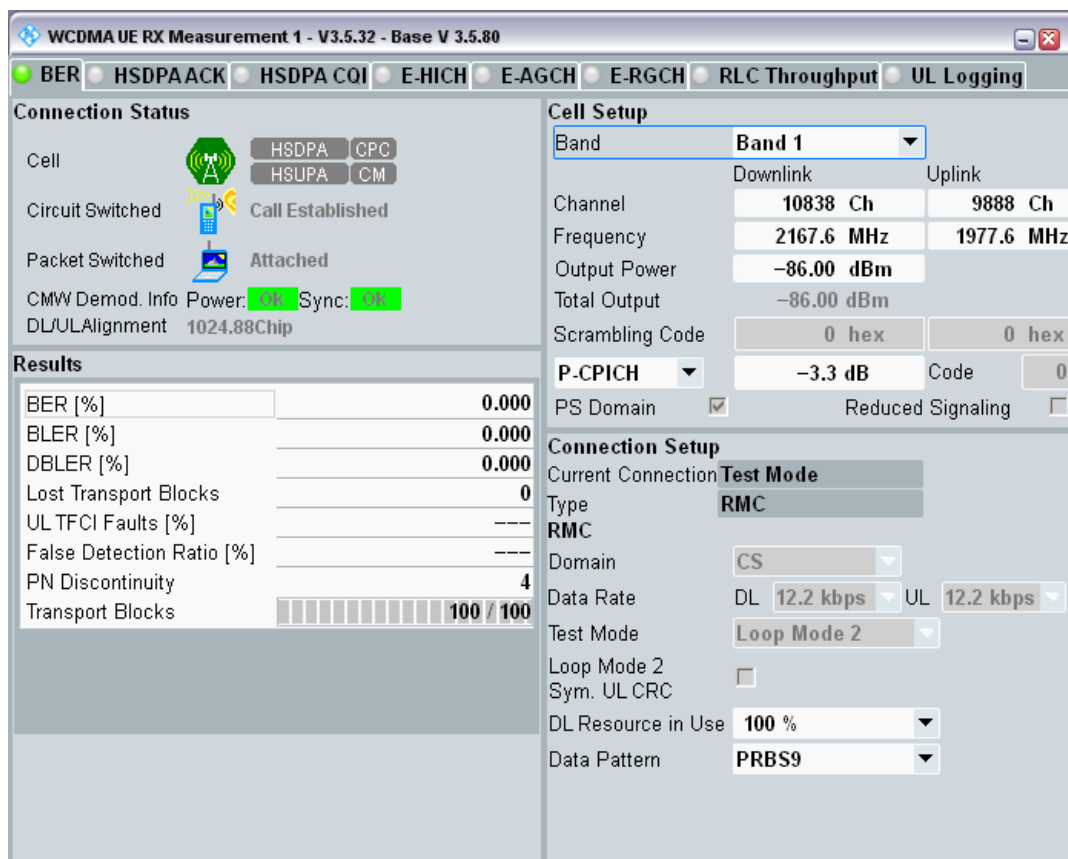 WCDMA UE RX Measurement 1 - V3.5.32 - Base V 3.5.80
BER HSDPA ACK HSDPA CQI E-HICH E-AGCH E-RGCH RLC Throughput UL Logging
Connection Status
Cell HSDPA CPC
HSUPA CM
Circuit Switched Call Established
Packet Switched Attached
CMW Demod. Info Power: Ok Sync: Ok
DL/ULAlignment 1024.88Chip
Results
BER [%] 0.000
BLER [%] 0.000
DBLER [%] 0.000
Lost Transport Blocks 0
UL TFCI Faults [%] ---
False Detection Ratio [%] ---
PN Discontinuity 4
Transport Blocks 100 / 100
Cell Setup
Band Band 1
Downlink Uplink
Channel 10838 Ch 9888 Ch
Frequency 2167.6 MHz 1977.6 MHz
Output Power −86.00 dBm
Total Output −86.00 dBm
Scrambling Code 0 hex 0 hex
P-CPICH −3.3 dB Code 0
PS Domain Reduced Signaling
Connection Setup
Current Connection Test Mode
Type RMC
RMC
Domain CS
Data Rate DL 12.2 kbps UL 12.2 kbps
Test Mode Loop Mode 2
Loop Mode 2
Sym. UL CRC
DL Resource in Use 100 %
Data Pattern PRBS9